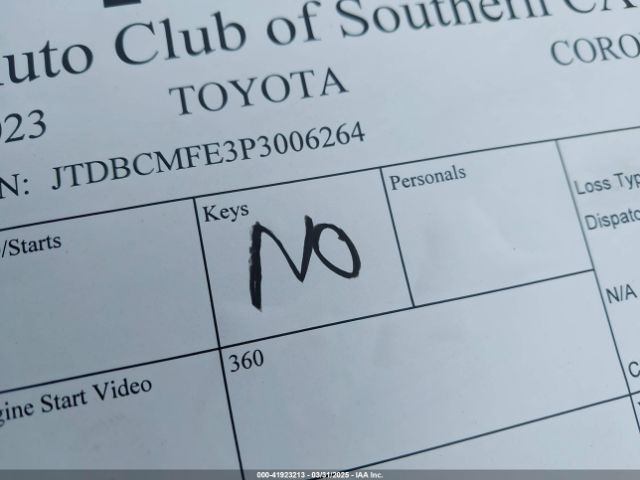 uto Club of Southern CA
023 TOYOTA CORO
N: JTDBCMFE3P3006264
/Starts Keys Personals Loss Typ
NO Dispato
N/A
360
gine Start Video
000-41923213 - 03/31/2025 - IAA Inc.